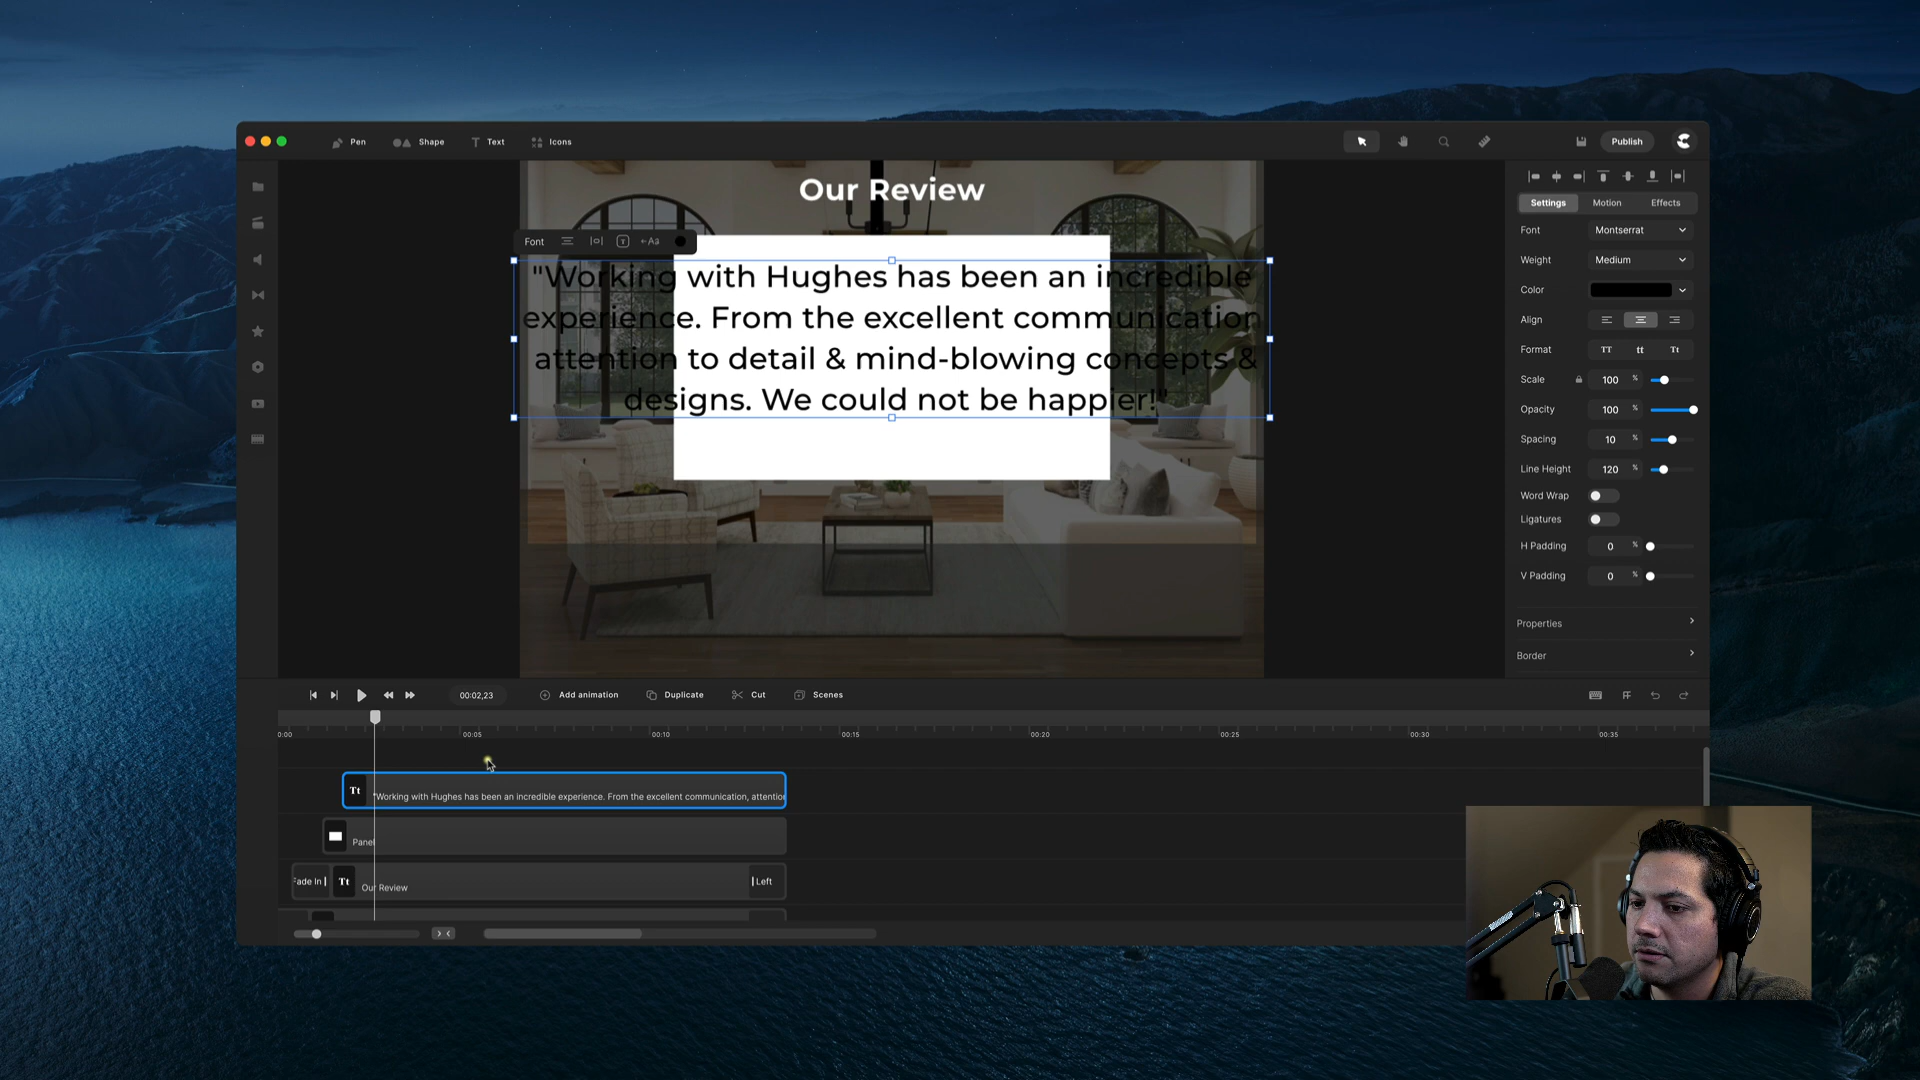 Pen
Shape
Text
Icons
Publish
Our Review
Settings
Motion
Effects
Font
Aa
Font
Montserrat
"Working with Hughes has been an incredible
experience. From the excellent communication
attention to detail & mind-blowing concepts &
designs. We could not be happier!"
Weight
Medium
Color
Align
Format
TT
tt
Tt
Scale
100 %
Opacity
100 %
Spacing
10 %
Line Height
120 %
Word Wrap
Ligatures
H Padding
0 %
V Padding
0 %
Properties
Border
00:02,23
Add animation
Duplicate
Cut
Scenes
0:00
00:05
00:10
00:15
00:20
00:25
00:30
00:35
Tt
"Working with Hughes has been an incredible experience. From the excellent communication, attentio
Panel
ade In
Tt
Our Review
Left